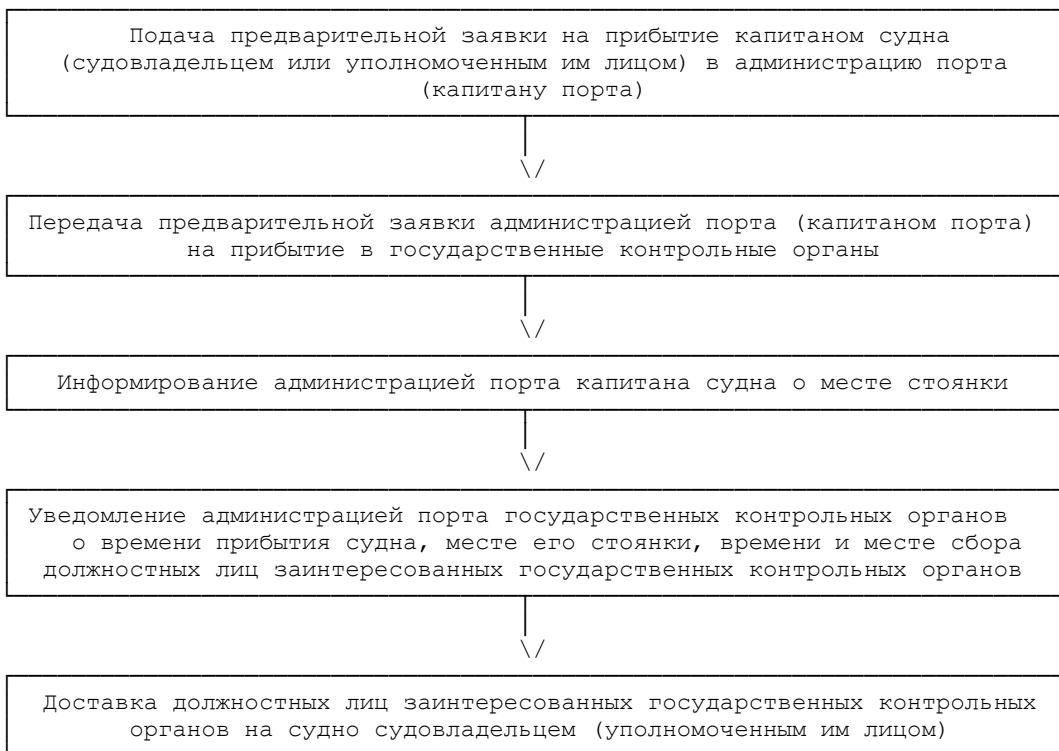 Подача предварительной заявки на прибытие капитаном судна
(судовладельцем или уполномоченным им лицом) в администрацию порта
(капитану порта)
Передача предварительной заявки администрацией порта (капитаном порта)
на прибытие в государственные контрольные органы
Информирование администрацией порта капитана судна о месте стоянки
Уведомление администрацией порта государственных контрольных органов
о времени прибытия судна, месте его стоянки, времени и месте сбора
должностных лиц заинтересованных государственных контрольных органов
Доставка должностных лиц заинтересованных государственных контрольных
органов на судно судовладельцем (уполномоченным им лицом)